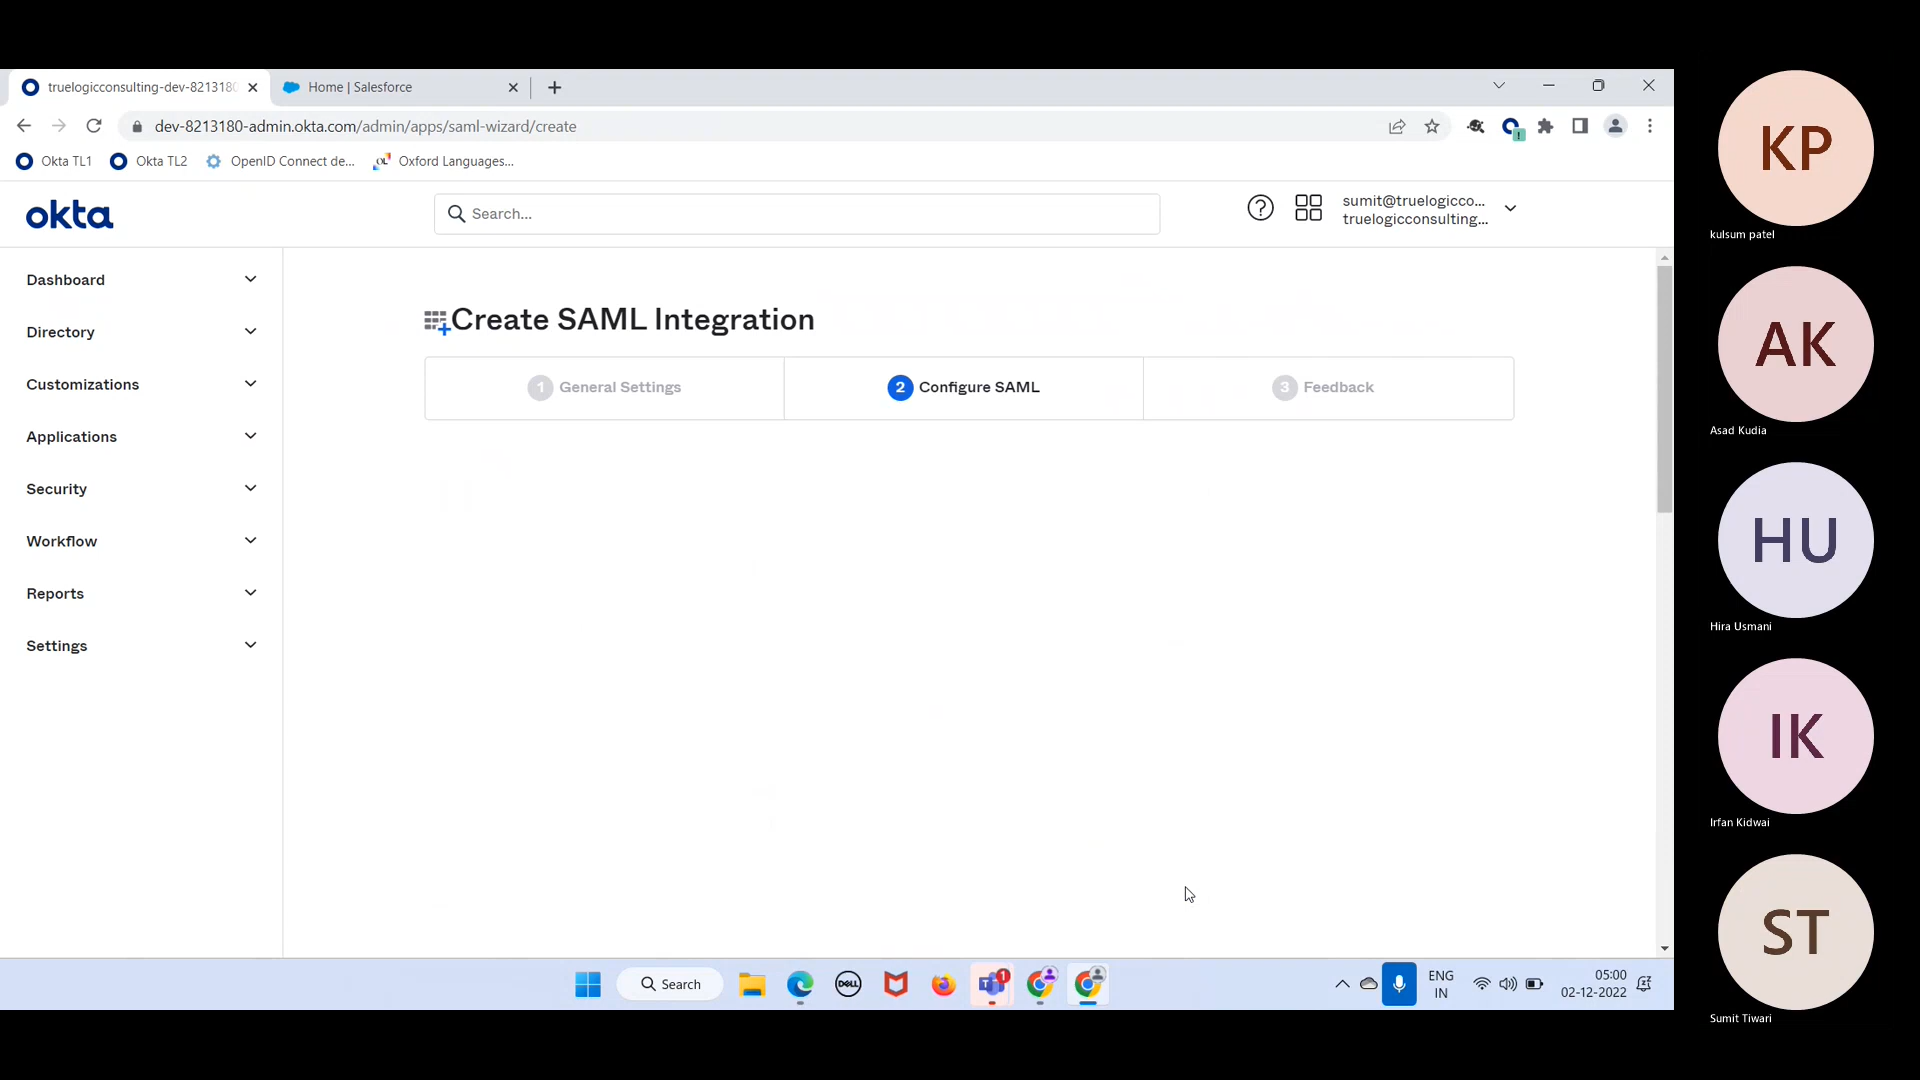 truelogicconsulting-dev-8213180
Home | Salesforce
dev-8213180-admin.okta.com/admin/apps/saml-wizard/create
Okta TL1
Okta TL2
OpenID Connect de...
Oxford Languages...
okta
Search...
sumit@truelogicco...
truelogicconsulting...
Dashboard
Directory
Customizations
Applications
Security
Workflow
Reports
Settings
Create SAML Integration
1 General Settings
2 Configure SAML
3 Feedback
Search
DELL
1
ENG
IN
05:00
02-12-2022
KP
kulsum patel
AK
Asad Kudia
HU
Hira Usmani
IK
Irfan Kidwai
ST
Sumit Tiwari